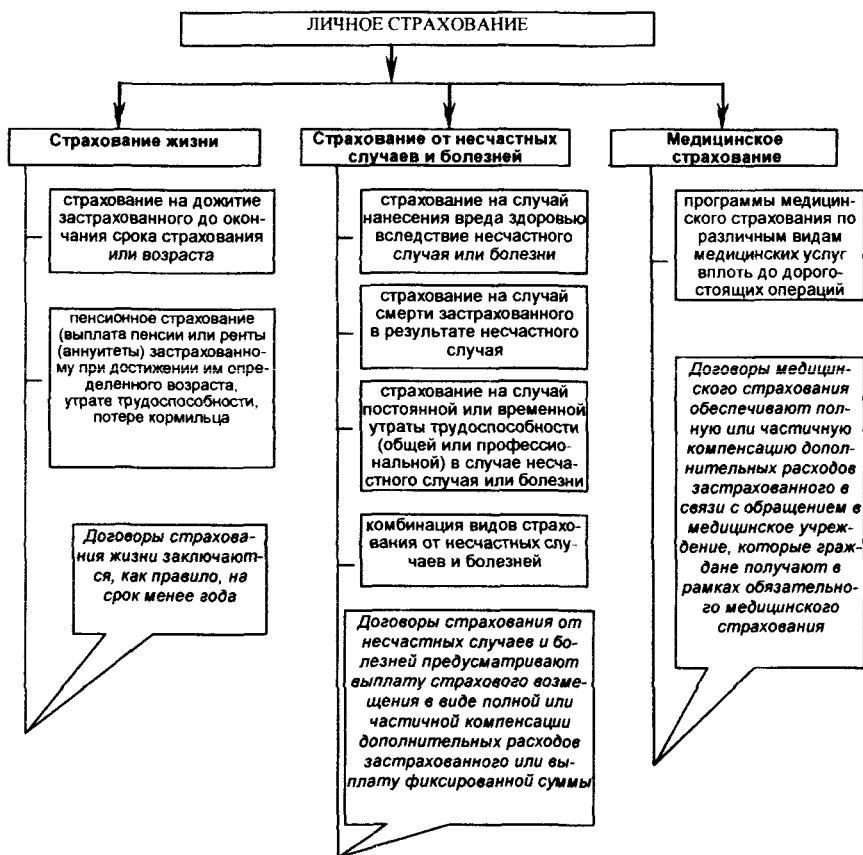 ЛИЧНОЕ СТРАХОВАНИЕ
Страхование жизни
страхование на дожитие
застрахованного до окон-
чания срока страхования
или возраста
пенсионное страхование
(выплата пенсии или ренты
(аннуитеты) застрахованно-
му при достижении им опре-
деленного возраста,
утрате трудоспособности,
потере кормильца
Договоры страхова-
ния жизни заключают-
ся, как правило, на
срок менее года
Страхование от несчастных
случаев и болезней
страхование на случай
нанесения вреда здоровью
вследствие несчастного
случая или болезни
страхование на случай
смерти застрахованного
в результате несчастного
случая
страхование на случай
постоянной или временной
утраты трудоспособности
(общей или профессио-
нальной) в случае несча-
стного случая или болезни
комбинация видов страхо-
вания от несчастных слу-
чаев и болезней
Договоры страхования от
несчастных случаев и бо-
лезней предусматривают
выплату страхового возме-
щения в виде полной или
частичной компенсации
дополнительных расходов
застрахованного или вы-
плату фиксированной суммы
Медицинское
страхование
программы медицин-
ского страхования по
различным видам
медицинских услуг
вплоть до дорого-
стоящих операций
Договоры медицин-
ского страхования
обеспечивают пол-
ную или частичную
компенсацию допол-
нительных расходов
застрахованного в
связи с обращением в
медицинское учреж-
дение, которые граж-
дане получают в
рамках обязательно-
го медицинского
страхования